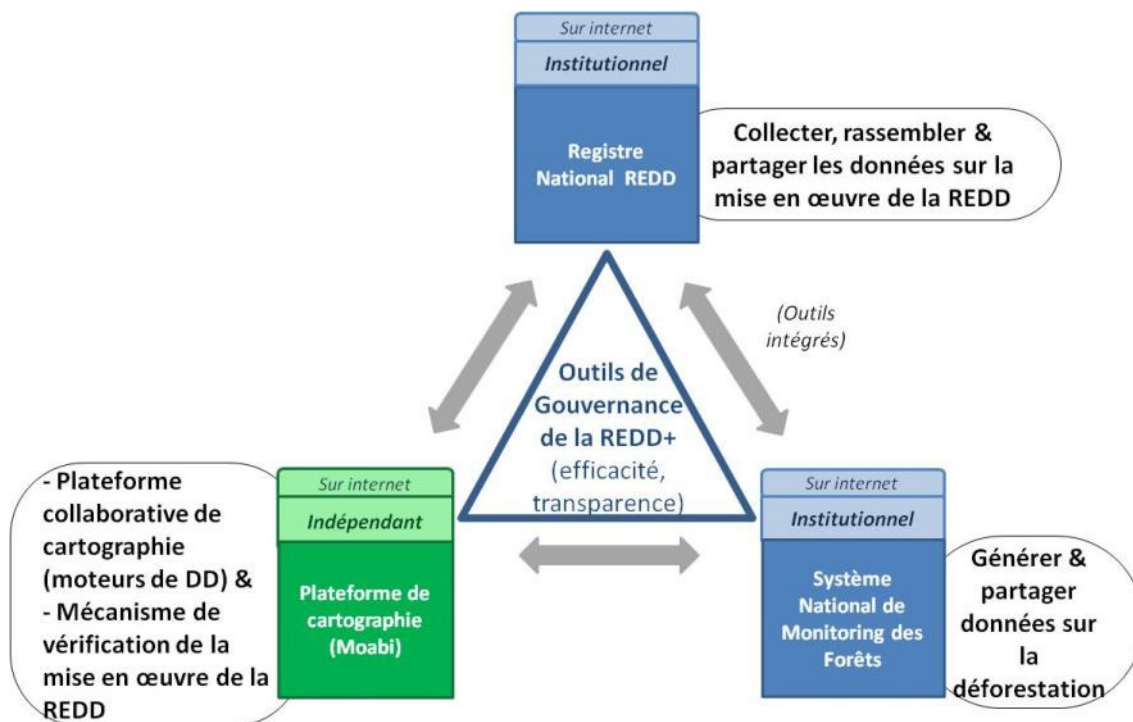 Sur internet
Institutionnel
Registre
National REDD
Collecter, rassembler &
partager les données sur la
mise en œuvre de la REDD
(Outils
intégrés)
Outils de
Gouvernance
de la REDD+
(efficacité,
transparence)
- Plateforme
collaborative de
cartographie
(moteurs de DD) &
- Mécanisme de
vérification de la
mise en œuvre de la
REDD
Sur internet
Indépendant
Plateforme de
cartographie
(Moabi)
Sur internet
Institutionnel
Système
National de
Monitoring des
Forêts
Générer &
partager
données sur
la
déforestation